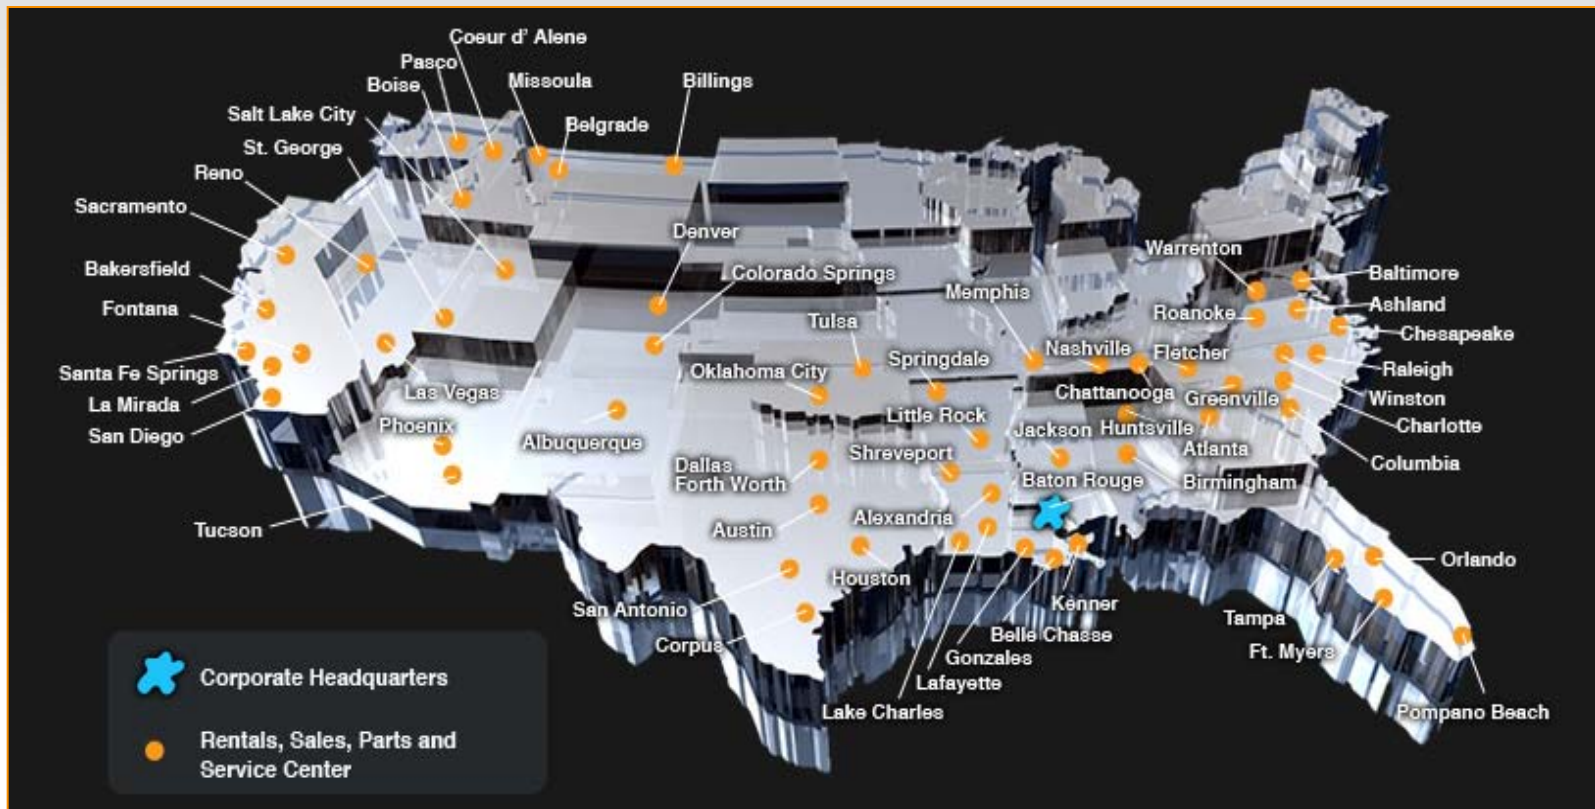 Coeur d' Alene
Pasco
Boise
Missoula
Billings
Salt Lake City
Belgrade
St. George
Reno
Sacramento
Denver
Warrenton
Bakersfield
Colorado Springs
Baltimore
Memphis
Fontana
Ashland
Roanoke
Tulsa
Chesapeake
Nashville
Fletcher
Springdale
Santa Fe Springs
Oklahoma City
Raleigh
Las Vegas
Chattanooga
Greenville
Winston
La Mirada
Little Rock
Phoenix
Charlotte
San Diego
Albuquerque
Jackson
Huntsville
Atlanta
Shreveport
Columbia
Dallas
Forth Worth
Baton Rouge
Birmingham
Alexandria
Tucson
Austin
Orlando
Houston
San Antonio
Kenner
Tampa
Belle Chasse
Corpus
Ft. Myers
Gonzales
Lafayette
Lake Charles
Pompano Beach
Corporate Headquarters
Rentals, Sales, Parts and
Service Center